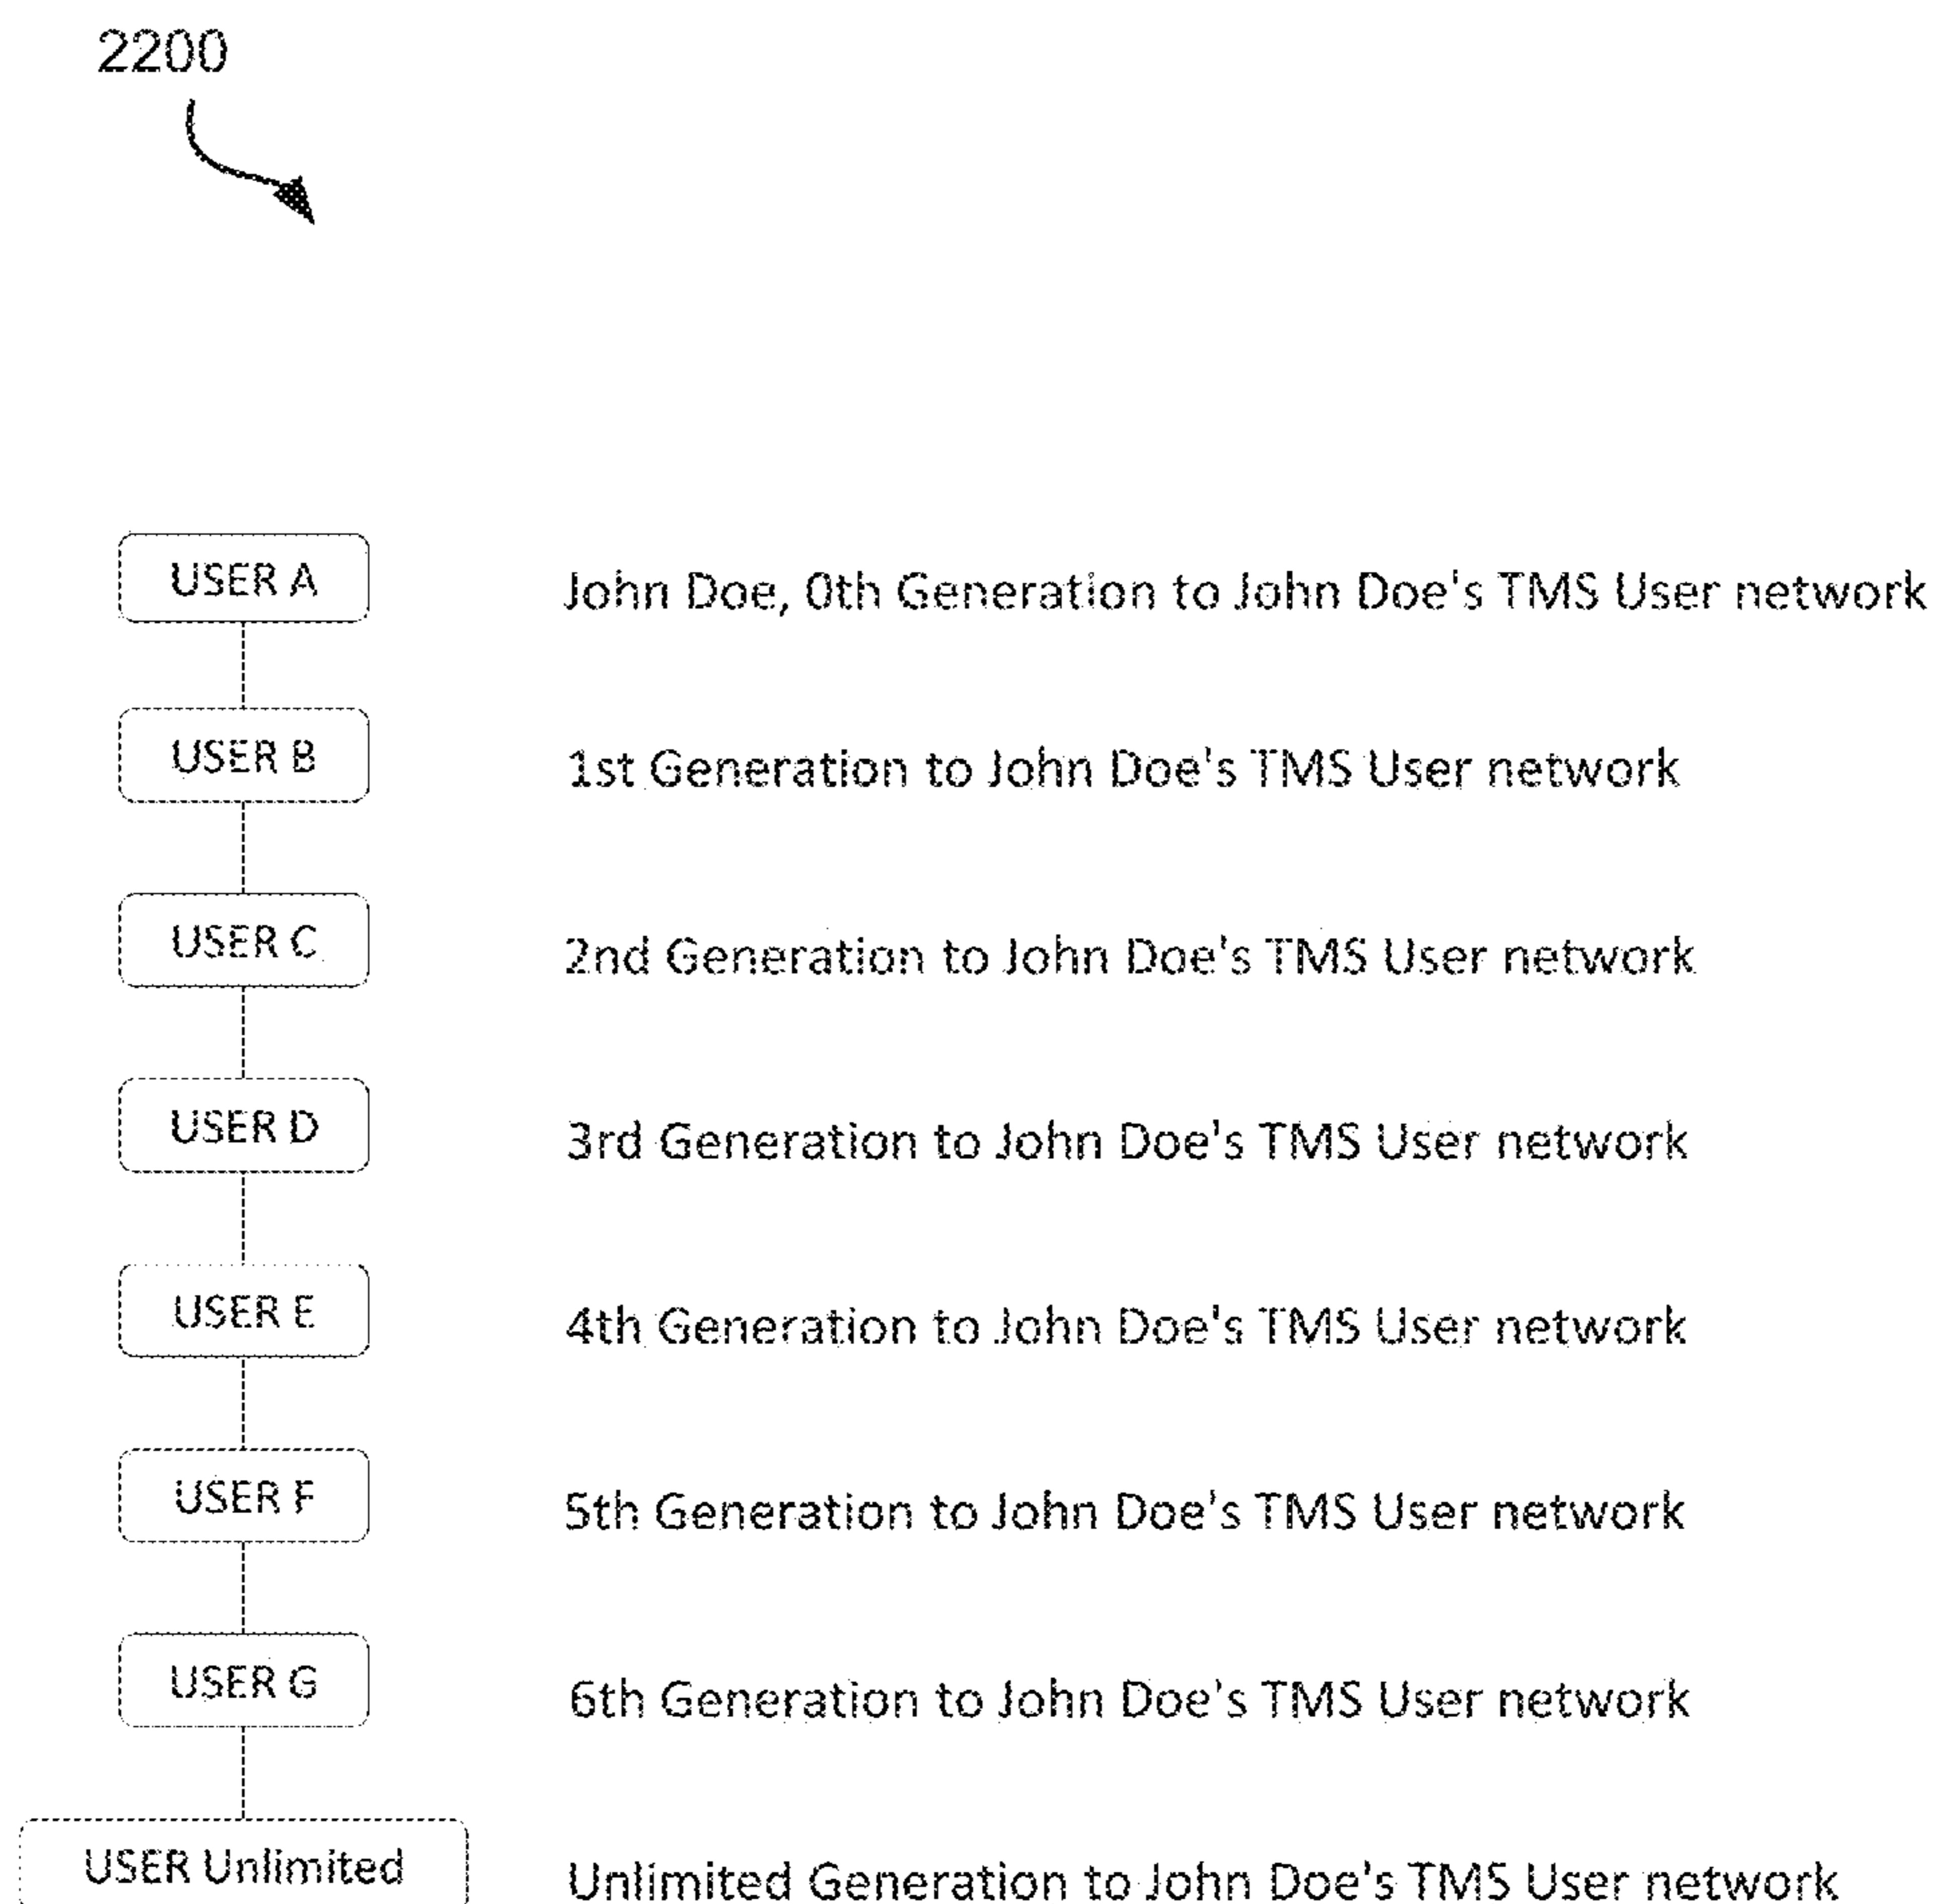 2200
USER A
John Doe, 0th Generation to John Doe's TMS User network
USER B
1st Generation to John Doe's TMS User network
USER C
2nd Generation to John Doe's TMS User network
USER D
3rd Generation to John Doe's TMS User network
USER E
4th Generation to John Doe's TMS User network
USER F
5th Generation to John Doe's TMS User network
USER G
6th Generation to John Doe's TMS User network
USER Unlimited
Unlimited Generation to John Doe's TMS User network